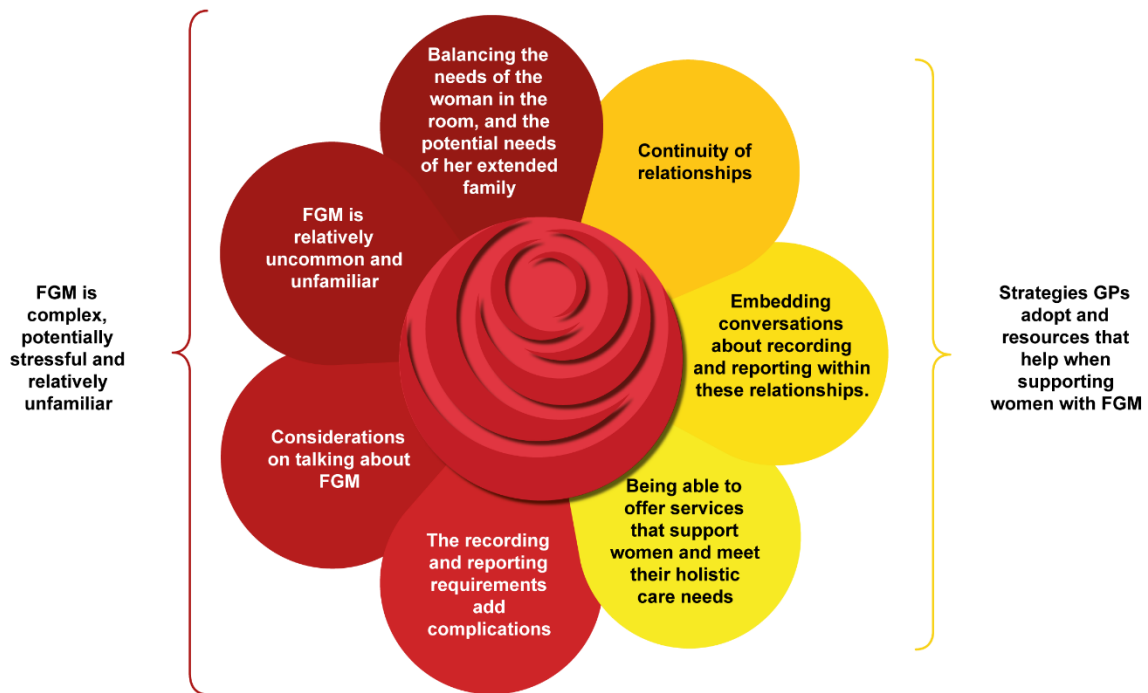 FGM is
complex,
potentially
stressful and
relatively
unfamiliar
Balancing the
needs of the
woman in the
room, and the
potential needs
of her extended
family
FGM is
relatively
uncommon and
unfamiliar
Considerations
on talking about
FGM
The recording
and reporting
requirements
add
complications
Continuity of
relationships
Embedding
conversations
about recording
and reporting within
these relationships.
Being able to
offer services
that support
women and meet
their holistic
care needs
Strategies GPs
adopt and
resources that
help when
supporting
women with FGM